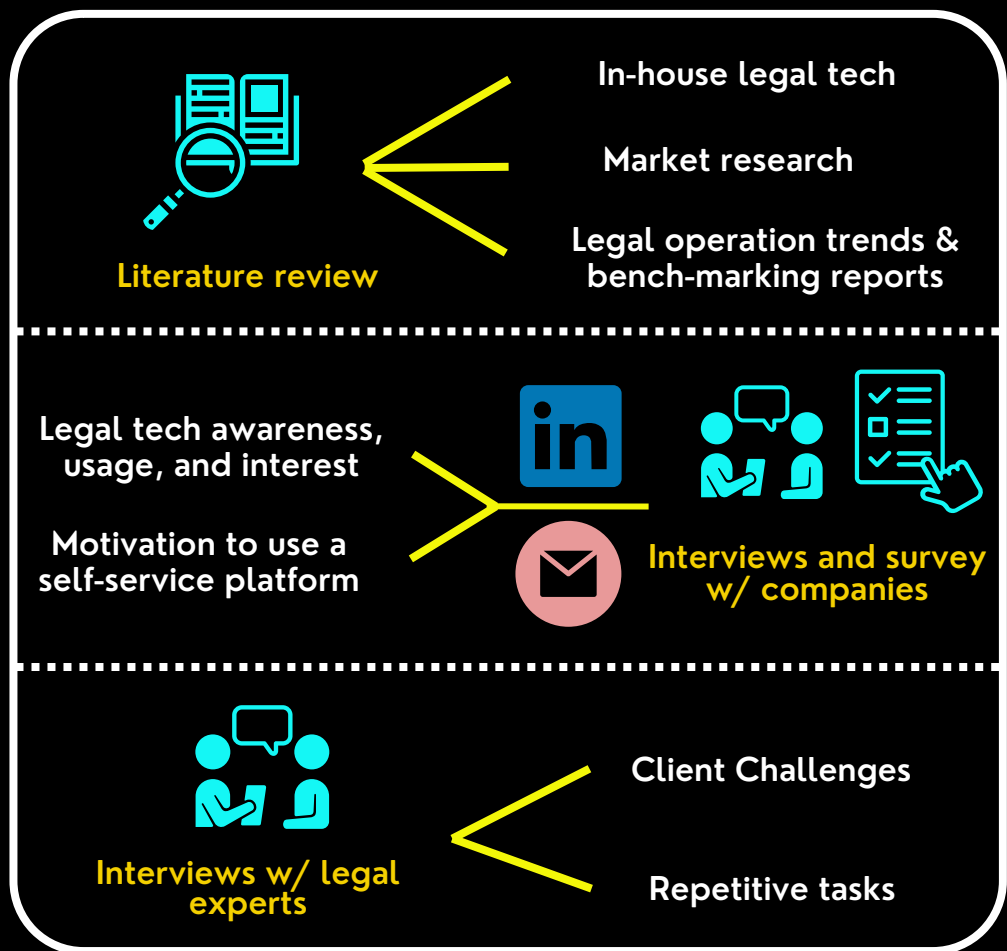 In-house legal tech
Market research
Legal operation trends &
bench-marking reports
Literature review
Legal tech awareness,
usage, and interest
Motivation to use a
self-service platform
in
Interviews and survey
w/ companies
Interviews w/ legal
experts
Client Challenges
Repetitive tasks